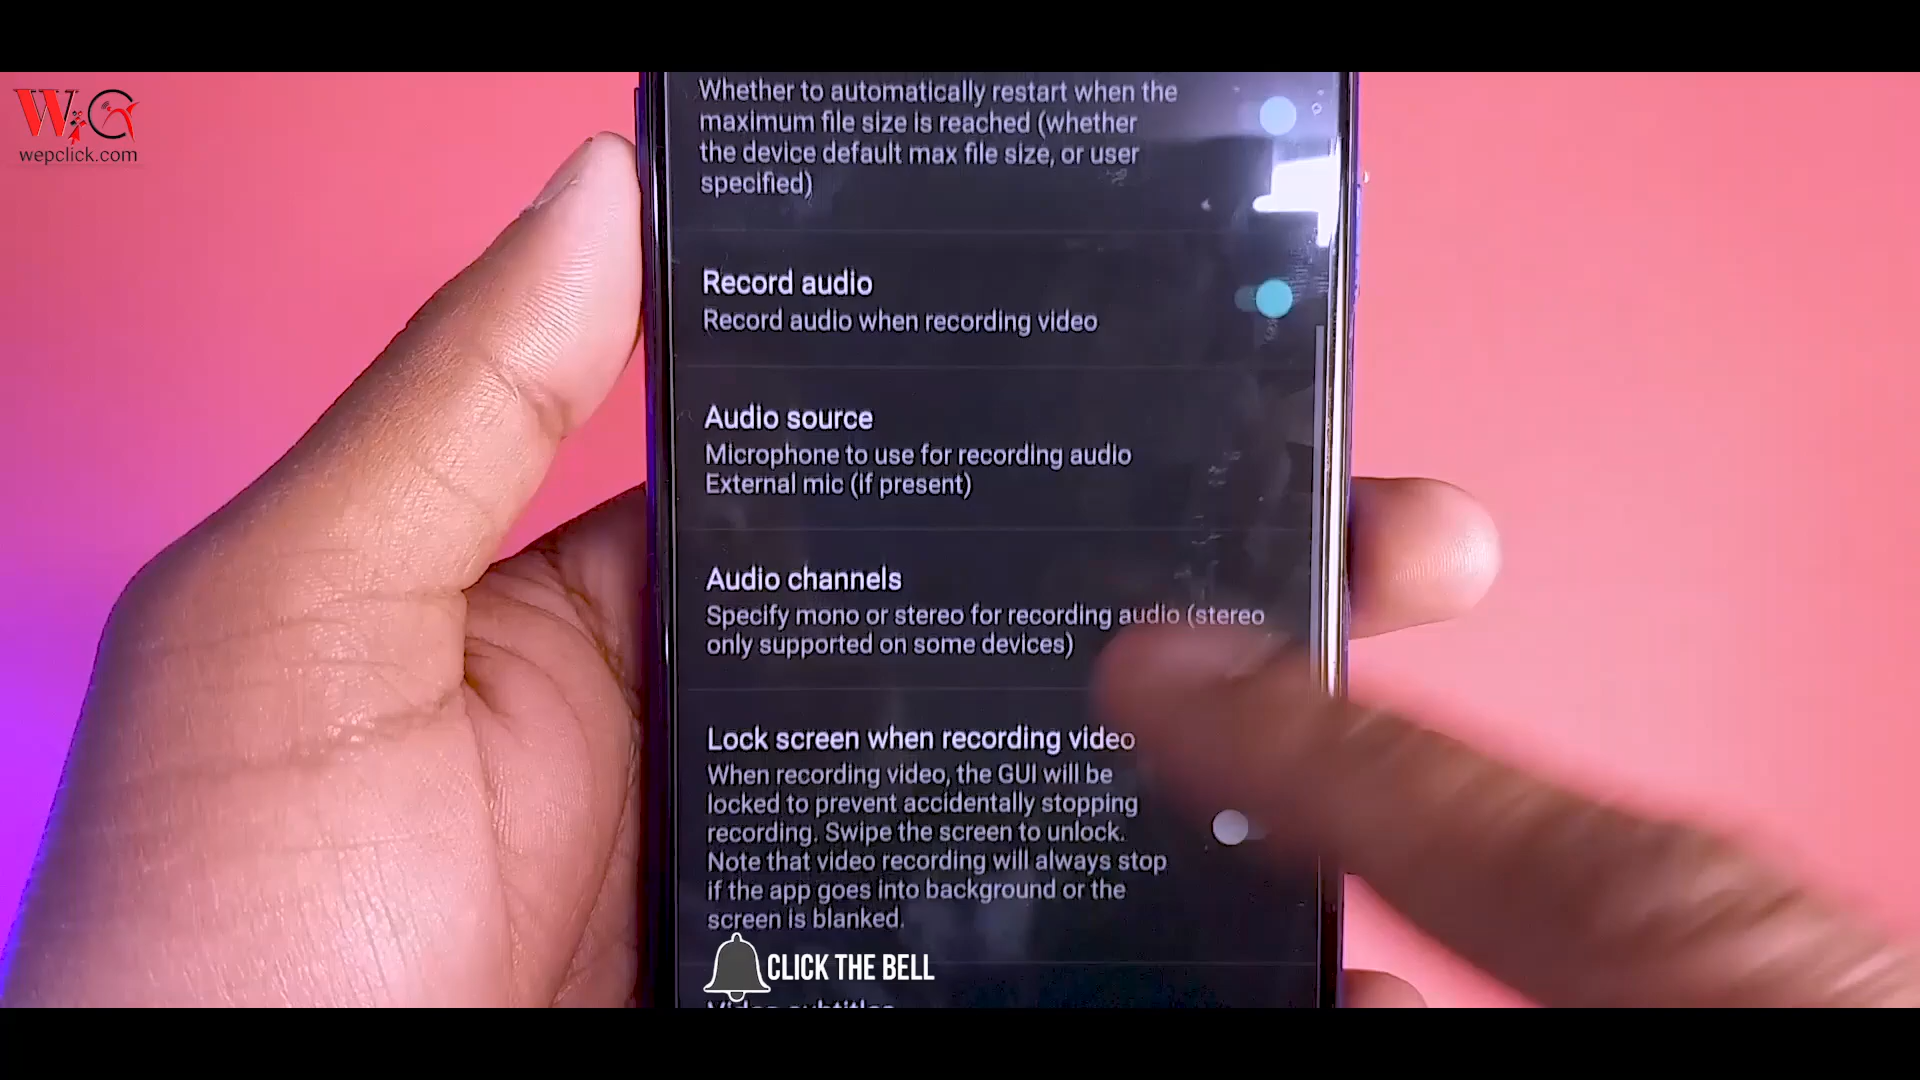 WC
wepclick.com
Whether to automatically restart when the
maximum file size is reached (whether
the device default max file size, or user
specified)
Record audio
Record audio when recording video
Audio source
Microphone to use for recording audio
External mic (if present)
Audio channels
Specify mono or stereo for recording audio (stereo
only supported on some devices)
Lock screen when recording video
When recording video, the GUI will be
locked to prevent accidentally stopping
recording. Swipe the screen to unlock.
Note that video recording will always stop
if the app goes into background or the
screen is blanked.
CLICK THE BELL
Video subtitles